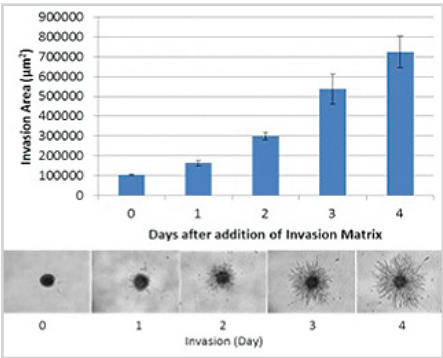 900000
800000
700000
600000
500000
400000
300000
200000
100000
0
Invasion Area (µm²)
0 1 2 3 4
Days after addition of Invasion Matrix
0 1 2 3 4
Invasion (Day)